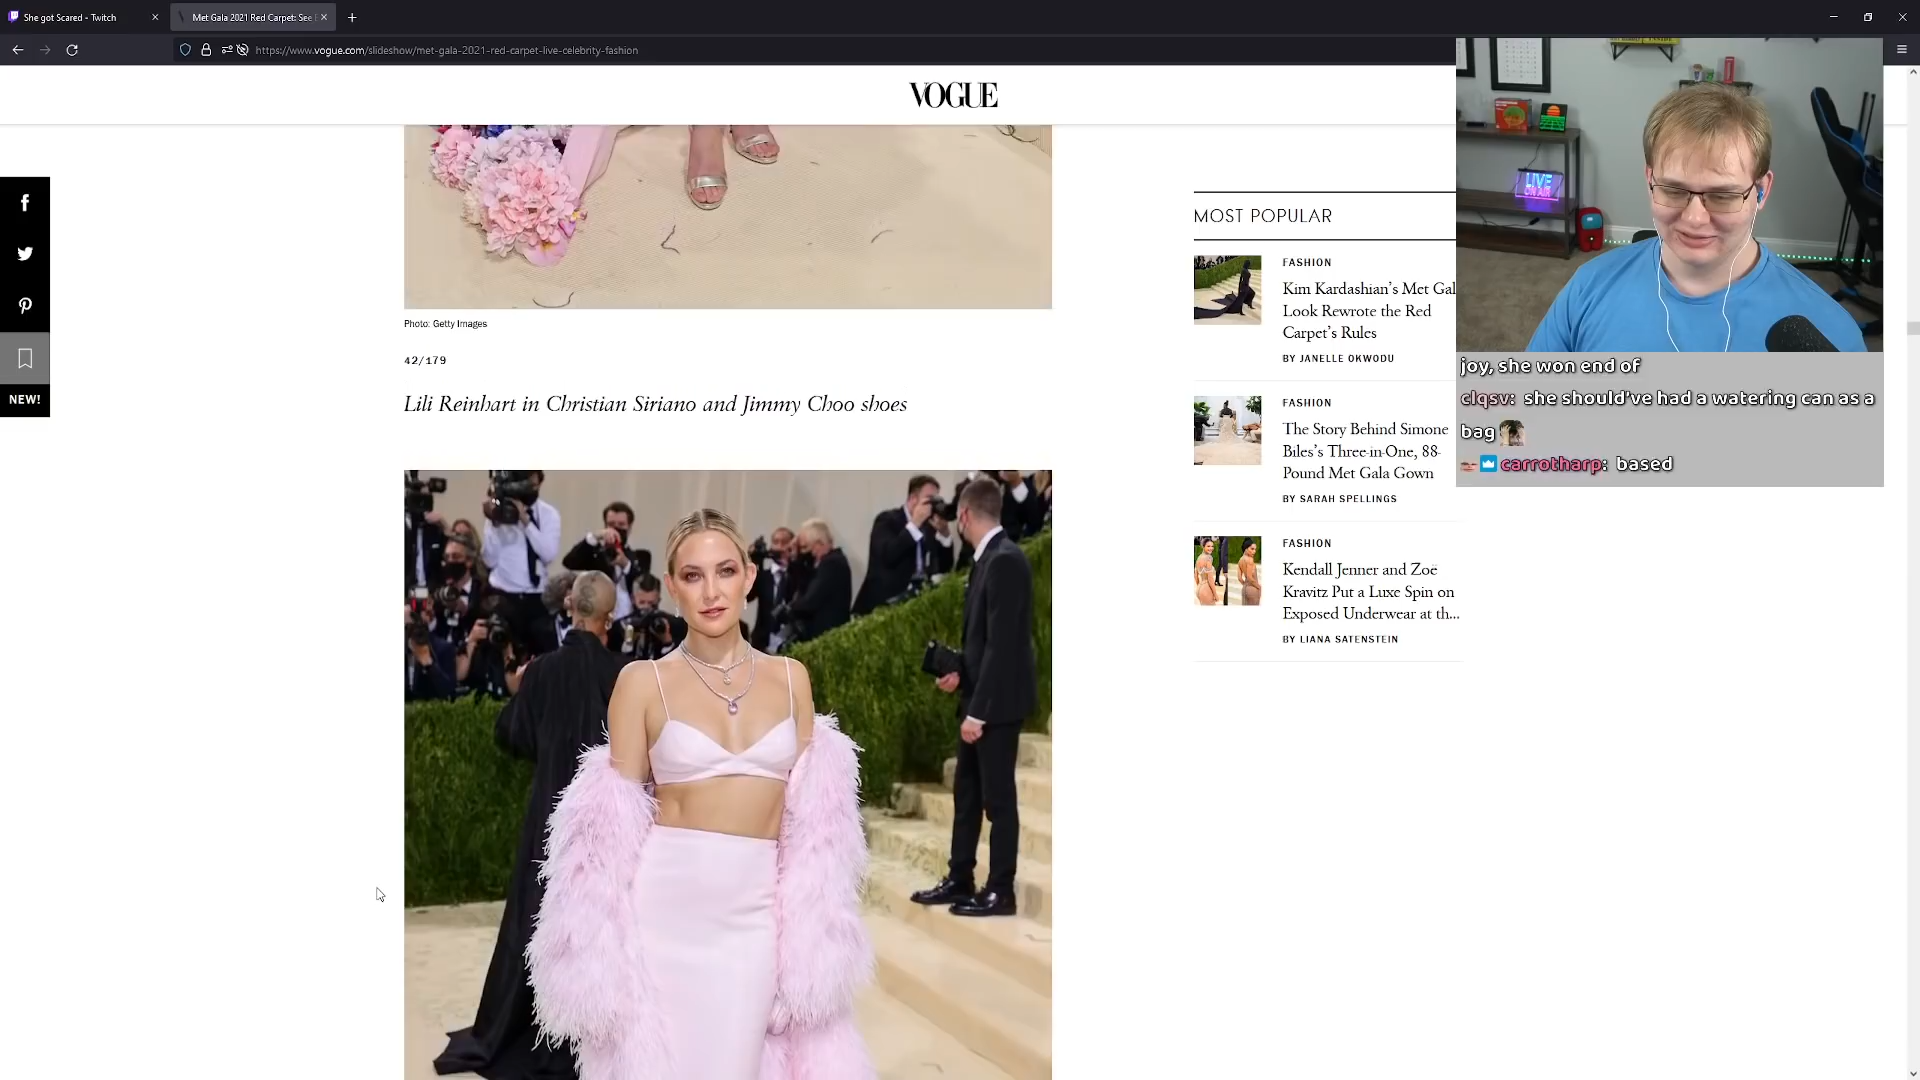 She got Scared - Twitch
Met Gala 2021 Red Carpet: See
https://www.vogue.com/slideshow/met-gala-2021-red-carpet-live-celebrity-fashion
VOGUE
NEW!
Photo: Getty Images
42/179
Lili Reinhart in Christian Siriano and Jimmy Choo shoes
MOST POPULAR
FASHION
Kim Kardashian's Met Gal
Look Rewrote the Red
Carpet's Rules
BY JANELLE OKWODU
FASHION
The Story Behind Simone
Biles's Three-in-One, 88-
Pound Met Gala Gown
BY SARAH SPELLINGS
FASHION
Kendall Jenner and Zoë
Kravitz Put a Luxe Spin on
Exposed Underwear at th...
BY LIANA SATENSTEIN
LIVE
ON AIR
joy, she won end of
clqsv: she should've had a watering can as a
bag
carrotharp: based